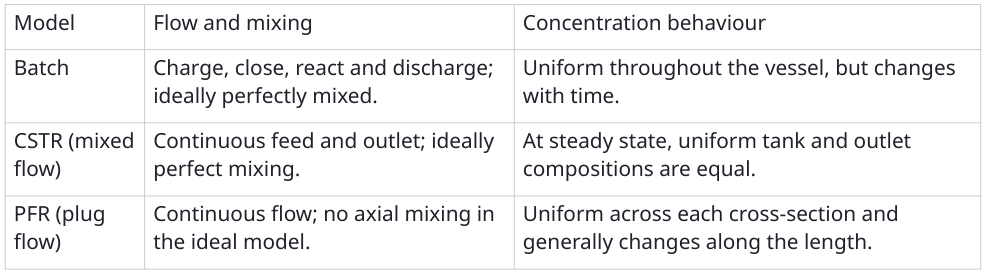 Model Flow and mixing Concentration behaviour
Batch Charge, close, react and discharge; Uniform throughout the vessel, but changes
ideally perfectly mixed. with time.
CSTR (mixed Continuous feed and outlet; ideally At steady state, uniform tank and outlet
flow) perfect mixing. compositions are equal.
PFR (plug Continuous flow; no axial mixing in Uniform across each cross-section and
flow) the ideal model. generally changes along the length.